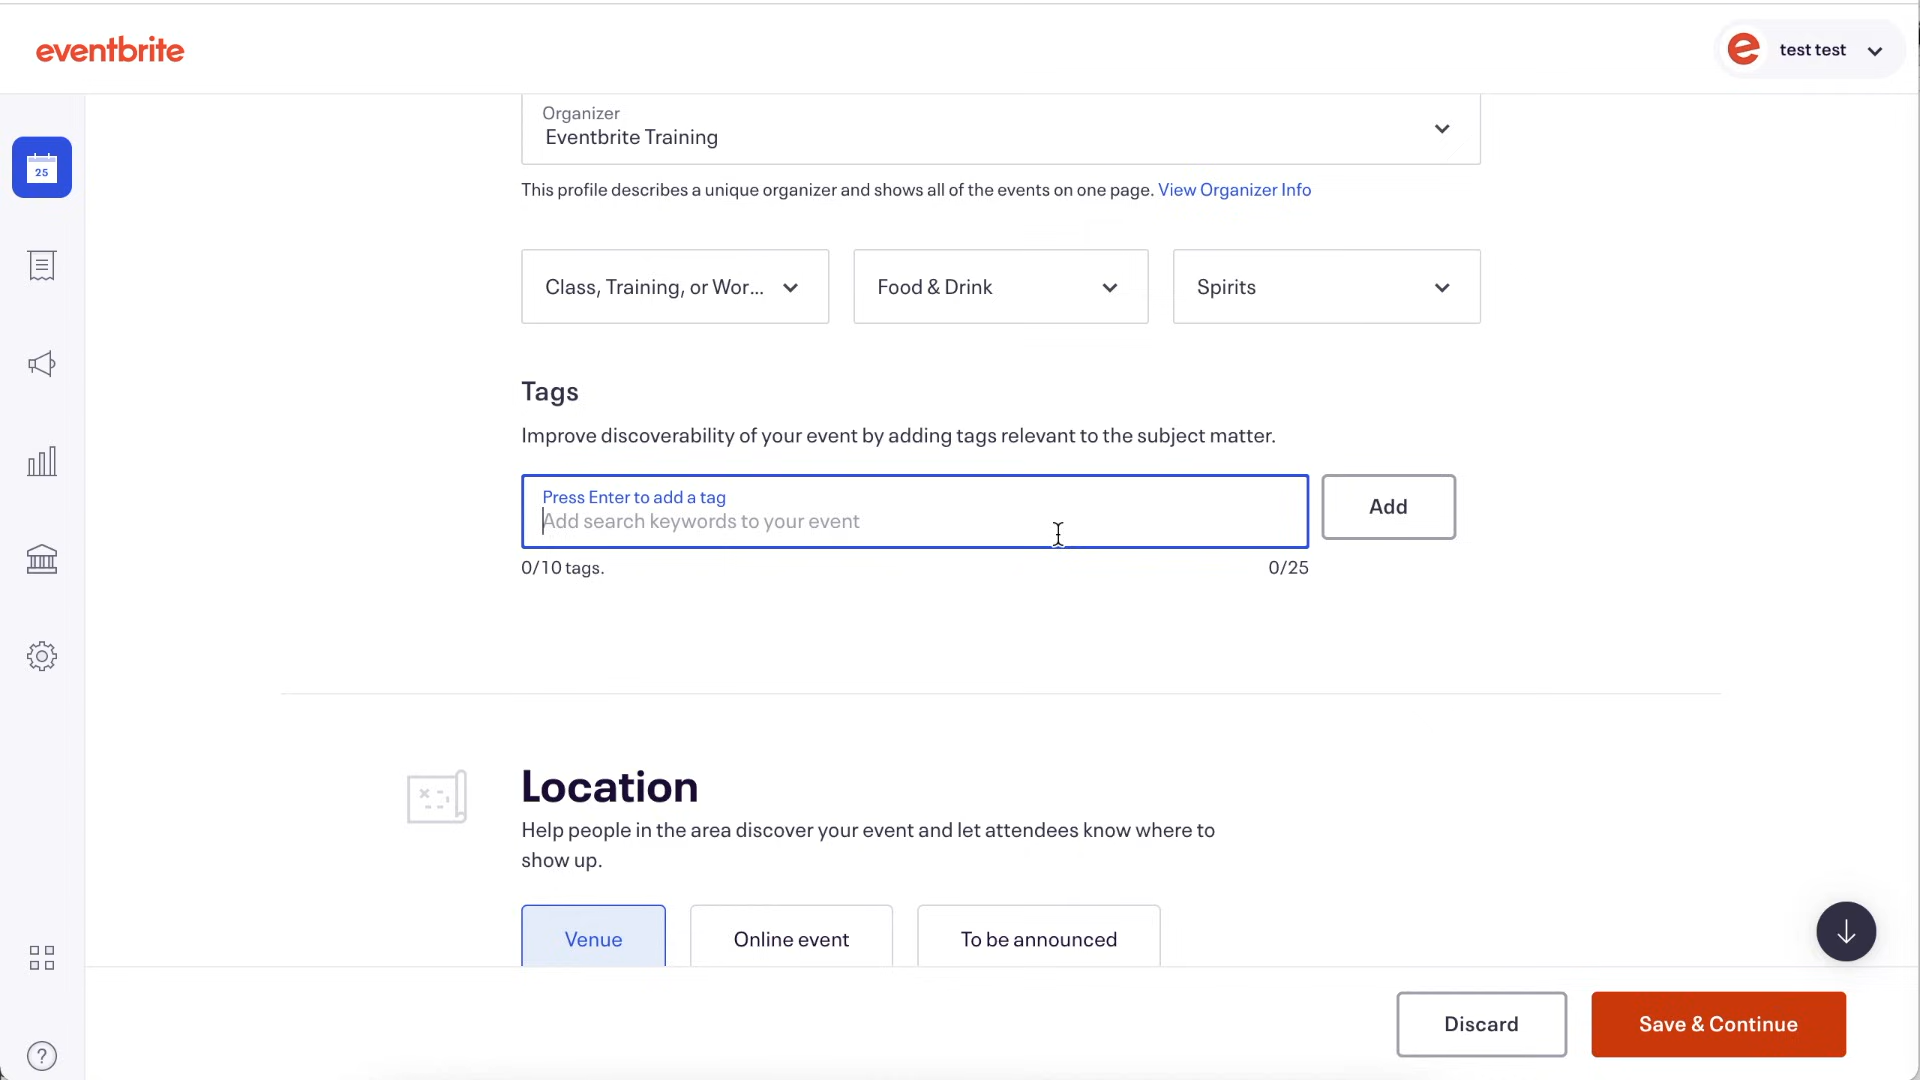 eventbrite
test test
Organizer
Eventbrite Training
25
This profile describes a unique organizer and shows all of the events on one page. View Organizer Info
Class, Training, or Wor...
Food & Drink
Spirits
Tags
Improve discoverability of your event by adding tags relevant to the subject matter.
Press Enter to add a tag
Add search keywords to your event
Add
0/10 tags.
0/25
Location
Help people in the area discover your event and let attendees know where to
show up.
Venue
Online event
To be announced
Discard
Save & Continue